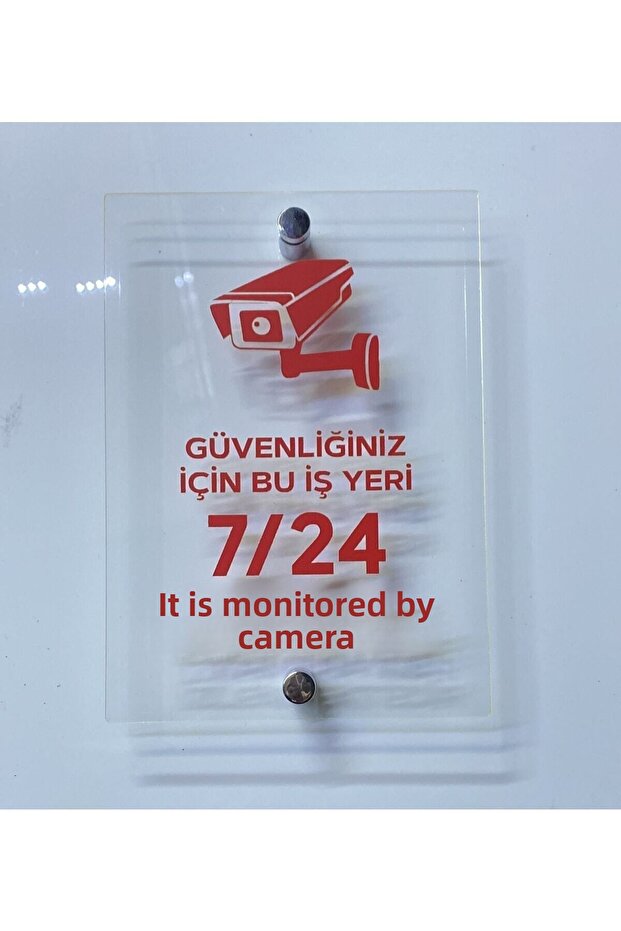 GÜVENLİĞİNİZ
İÇİN BU İŞ YERİ
7/24
It is monitored by
camera